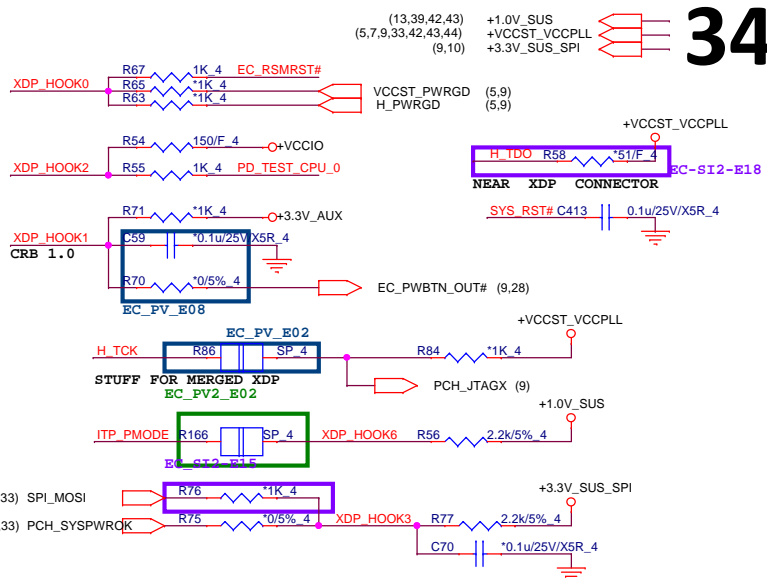 (13,39,42,43) +1.0V_SUS
(5,7,9,33,42,43,44) +VCCST_VCCPLL
(9,10) +3.3V_SUS_SPI
34
R67 1K_4 EC_RSMRST#
XDP_HOOK0 R65 *1K_4 VCCST_PWRGD (5,9)
R63 *1K_4 H_PWRGD (5,9)
+VCCST_VCCPLL
R54 150/F_4 +VCCIO
H_TDO R58 *51/F_4
XDP_HOOK2 R55 1K_4 PD_TEST_CPU_0
EC-SI2-E18
NEAR XDP CONNECTOR
R71 *1K_4 +3.3V_AUX
SYS_RST# C413 0.1u/25V/X5R_4
XDP_HOOK1 C59 *0.1u/25V/X5R_4
CRB 1.0
R70 *0/5%_4 EC_PWBTN_OUT# (9,28)
EC_PV_E08
+VCCST_VCCPLL
EC_PV_E02
H_TCK R86 SP_4 R84 *1K_4
STUFF FOR MERGED XDP
PCH_JTAGX (9)
EC_PV2_E02
+1.0V_SUS
ITP_PMODE R166 SP_4 XDP_HOOK6 R56 2.2k/5%_4
EC_SI2-E15
+3.3V_SUS_SPI
33) SPI_MOSI R76 *1K_4
33) PCH_SYSPWROK R75 *0/5%_4 XDP_HOOK3 R77 2.2k/5%_4
C70 *0.1u/25V/X5R_4